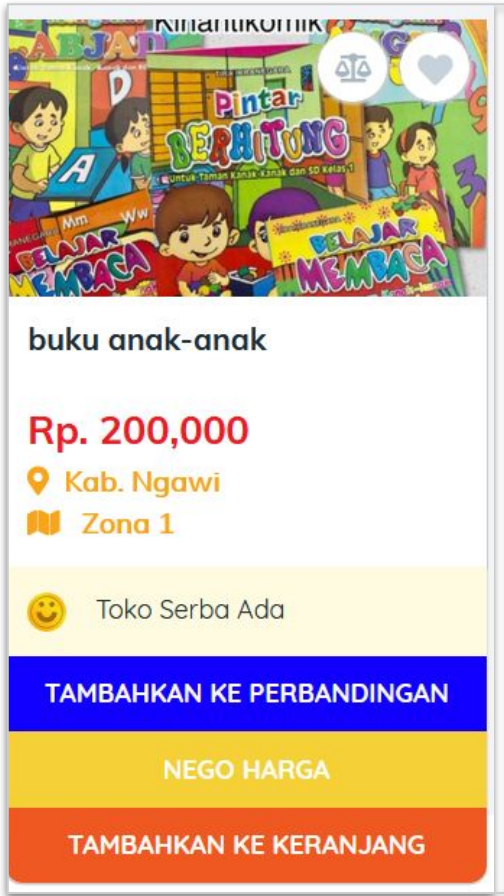 Kinantikomik
ABJAD
D
A
Pintar
BERHITUNG
Untuk Taman Kanak-Kanak dan SD Kelas 1
Mm Ww
BELAJAR
MEMBACA
BELAJAR
MEMBACA
buku anak-anak
Rp. 200,000
Kab. Ngawi
Zona 1
Toko Serba Ada
TAMBAHKAN KE PERBANDINGAN
NEGO HARGA
TAMBAHKAN KE KERANJANG